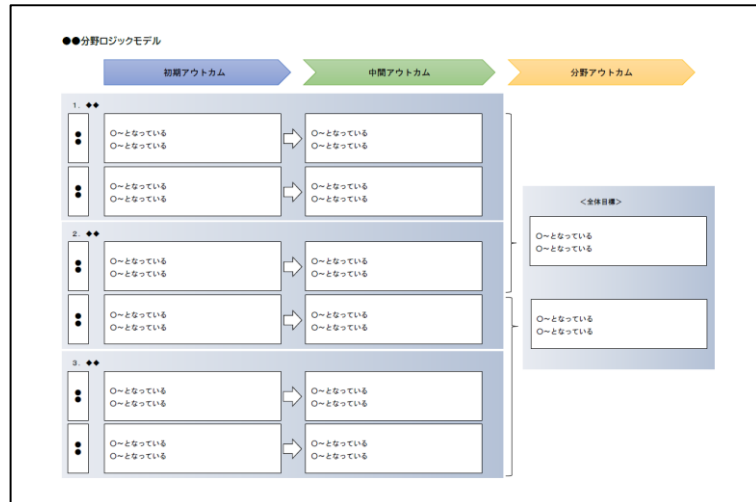 ●●分野ロジックモデル
初期アウトカム
中間アウトカム
分野アウトカム
1．◆◆
●●
〇～となっている
〇～となっている
〇～となっている
〇～となっている
●●
〇～となっている
〇～となっている
〇～となっている
〇～となっている
2．◆◆
●●
〇～となっている
〇～となっている
〇～となっている
〇～となっている
●●
〇～となっている
〇～となっている
〇～となっている
〇～となっている
3．◆◆
●●
〇～となっている
〇～となっている
〇～となっている
〇～となっている
●●
〇～となっている
〇～となっている
〇～となっている
〇～となっている
＜全体目標＞
〇～となっている
〇～となっている
〇～となっている
〇～となっている